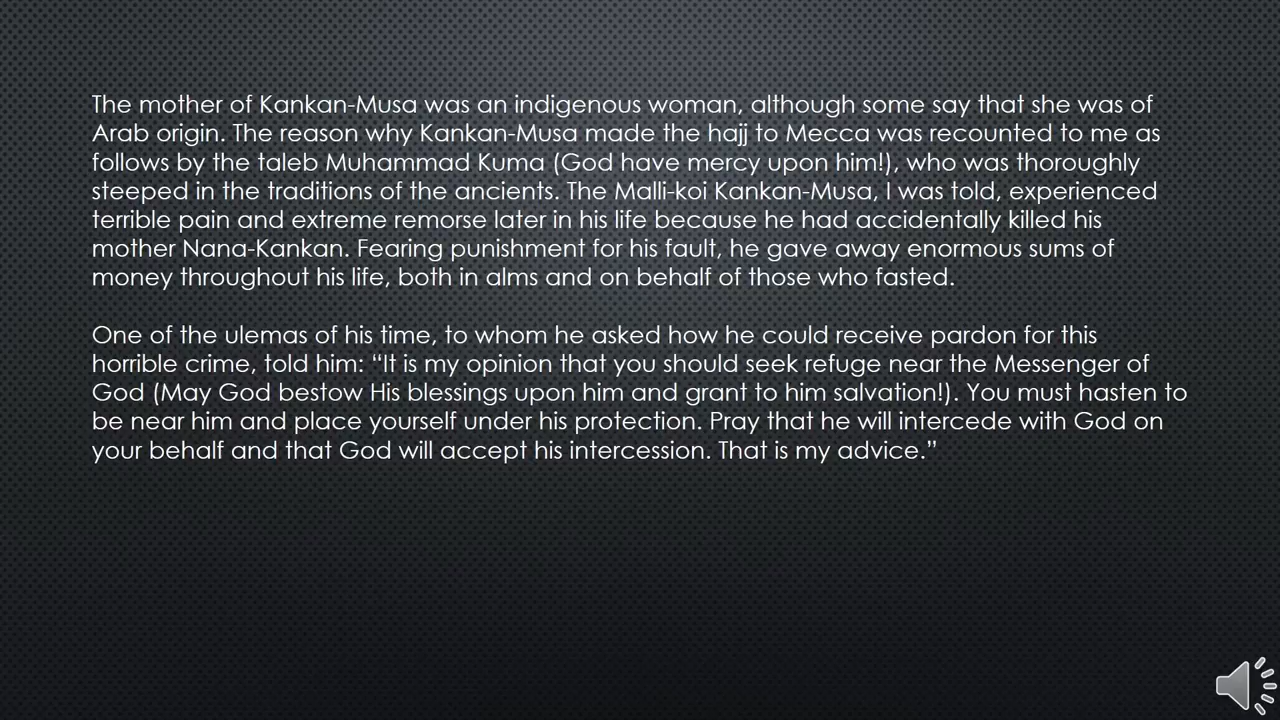 The mother of Kankan-Musa was an indigenous woman, although some say that she was of
Arab origin. The reason why Kankan-Musa made the hajj to Mecca was recounted to me as
follows by the taleb Muhammad Kuma (God have mercy upon him!), who was thoroughly
steeped in the traditions of the ancients. The Malli-koi Kankan-Musa, I was told, experienced
terrible pain and extreme remorse later in his life because he had accidentally killed his
mother Nana-Kankan. Fearing punishment for his fault, he gave away enormous sums of
money throughout his life, both in alms and on behalf of those who fasted.
One of the ulemas of his time, to whom he asked how he could receive pardon for this
horrible crime, told him: “It is my opinion that you should seek refuge near the Messenger of
God (May God bestow His blessings upon him and grant to him salvation!). You must hasten to
be near him and place yourself under his protection. Pray that he will intercede with God on
your behalf and that God will accept his intercession. That is my advice.”